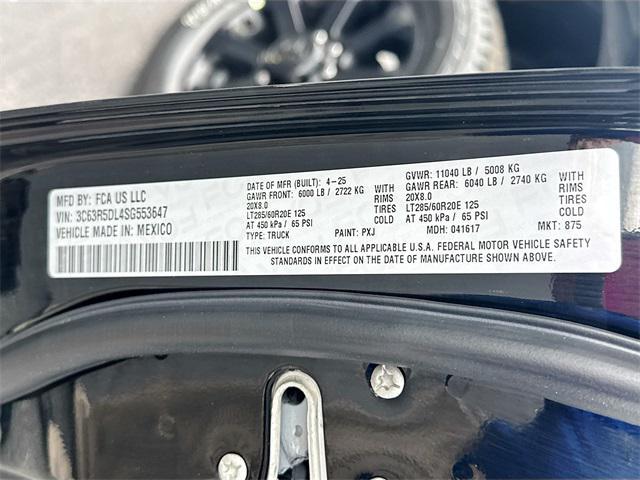 MFD BY: FCA US LLC
VIN: 3C63R5DL4SG553647
VEHICLE MADE IN: MEXICO
DATE OF MFR (BUILT): 4-25
GAWR FRONT: 6000 LB / 2722 KG
20X8.0
LT285/60R20E 125
AT 450 kPa / 65 PSI
WITH
RIMS
TIRES
COLD
GVWR: 11040 LB / 5008 KG
GAWR REAR: 6040 LB / 2740 KG
20X8.0
LT285/60R20E 125
AT 450 kPa / 65 PSI
WITH
RIMS
TIRES
COLD
TYPE: TRUCK PAINT: PXJ MDH: 041617 MKT: 875
THIS VEHICLE CONFORMS TO ALL APPLICABLE U.S.A. FEDERAL MOTOR VEHICLE SAFETY
STANDARDS IN EFFECT ON THE DATE OF MANUFACTURE SHOWN ABOVE.